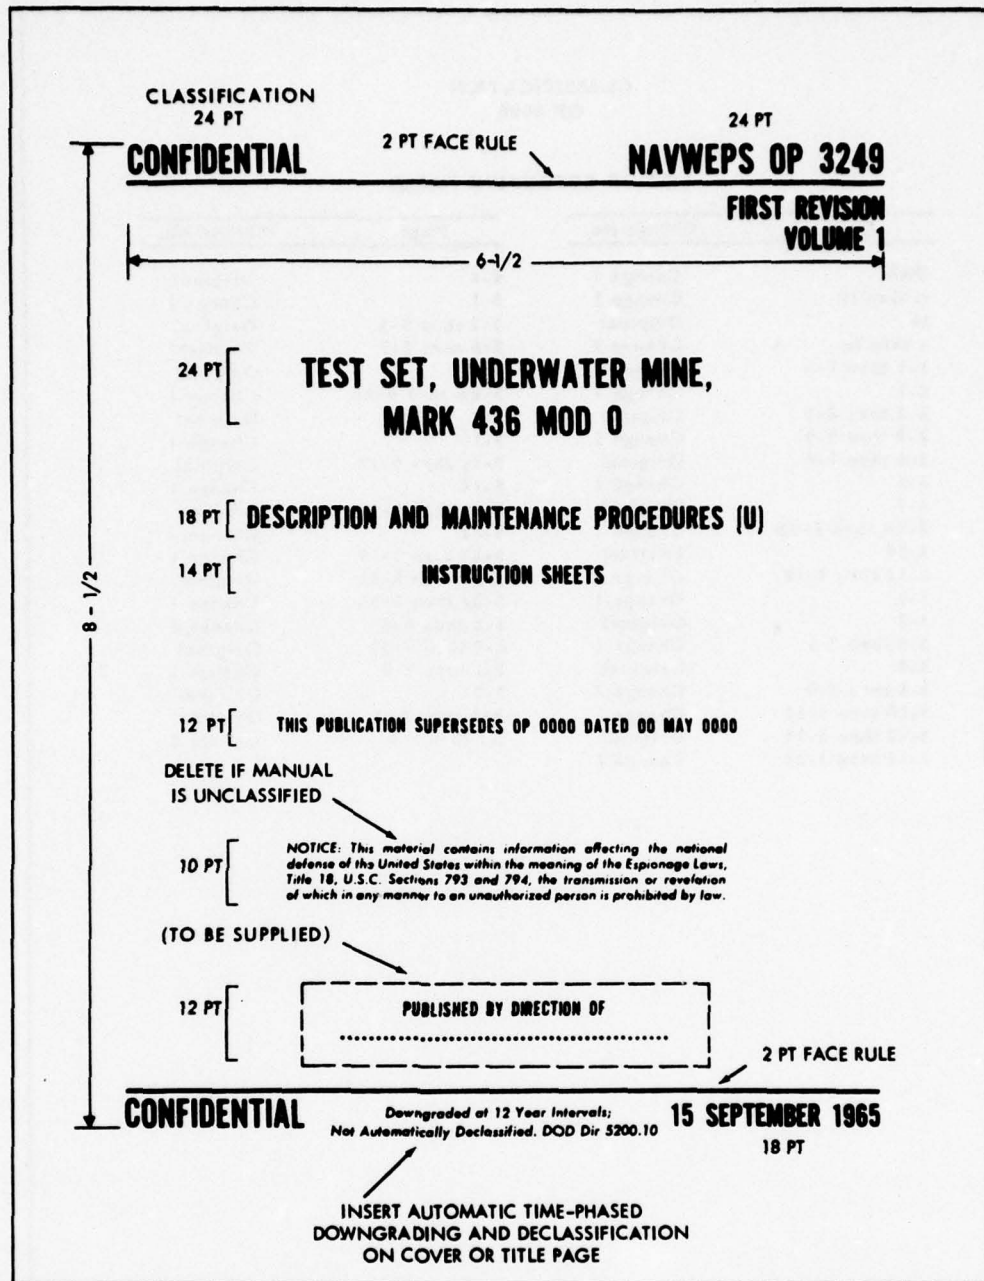 CLASSIFICATION
24 PT
24 PT
CONFIDENTIAL
2 PT FACE RULE
NAVWEPS OP 3249
FIRST REVISION
VOLUME 1
6-1/2
8 - 1/2
24 PT
TEST SET, UNDERWATER MINE,
MARK 436 MOD 0
18 PT
DESCRIPTION AND MAINTENANCE PROCEDURES (U)
14 PT
INSTRUCTION SHEETS
12 PT
THIS PUBLICATION SUPERSEDES OP 0000 DATED 00 MAY 0000
DELETE IF MANUAL
IS UNCLASSIFIED
10 PT
NOTICE: This material contains information affecting the national
defense of the United States within the meaning of the Espionage Laws,
Title 18, U.S.C. Sections 793 and 794, the transmission or revelation
of which in any manner to an unauthorized person is prohibited by law.
(TO BE SUPPLIED)
12 PT
PUBLISHED BY DIRECTION OF
2 PT FACE RULE
CONFIDENTIAL
Downgraded at 12 Year Intervals;
Not Automatically Declassified. DOD Dir 5200.10
15 SEPTEMBER 1965
18 PT
INSERT AUTOMATIC TIME-PHASED
DOWNGRADING AND DECLASSIFICATION
ON COVER OR TITLE PAGE